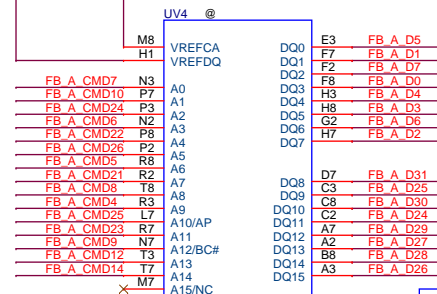 UV4 @
M8 VREFCA DQ0 E3 FB_A_D5
H1 VREFDQ DQ1 F7 FB_A_D1
DQ2 F2 FB_A_D7
FB_A_CMD7 N3 A0 DQ3 F8 FB_A_D0
FB_A_CMD10 P7 A1 DQ4 H3 FB_A_D4
FB_A_CMD24 P3 A2 DQ5 H8 FB_A_D3
FB_A_CMD6 N2 A3 DQ6 G2 FB_A_D6
FB_A_CMD22 P8 A4 DQ7 H7 FB_A_D2
FB_A_CMD26 P2 A5
FB_A_CMD5 R8 A6
FB_A_CMD21 R2 A7 DQ8 D7 FB_A_D31
FB_A_CMD8 T8 A8 DQ9 C3 FB_A_D25
FB_A_CMD4 R3 A9 DQ10 C8 FB_A_D30
FB_A_CMD25 L7 A10/AP DQ11 C2 FB_A_D24
FB_A_CMD23 R7 A11 DQ12 A7 FB_A_D29
FB_A_CMD9 N7 A12/BC# DQ13 A2 FB_A_D27
FB_A_CMD12 T3 A13 DQ14 B8 FB_A_D28
FB_A_CMD14 T7 A14 DQ15 A3 FB_A_D26
M7 A15/NC